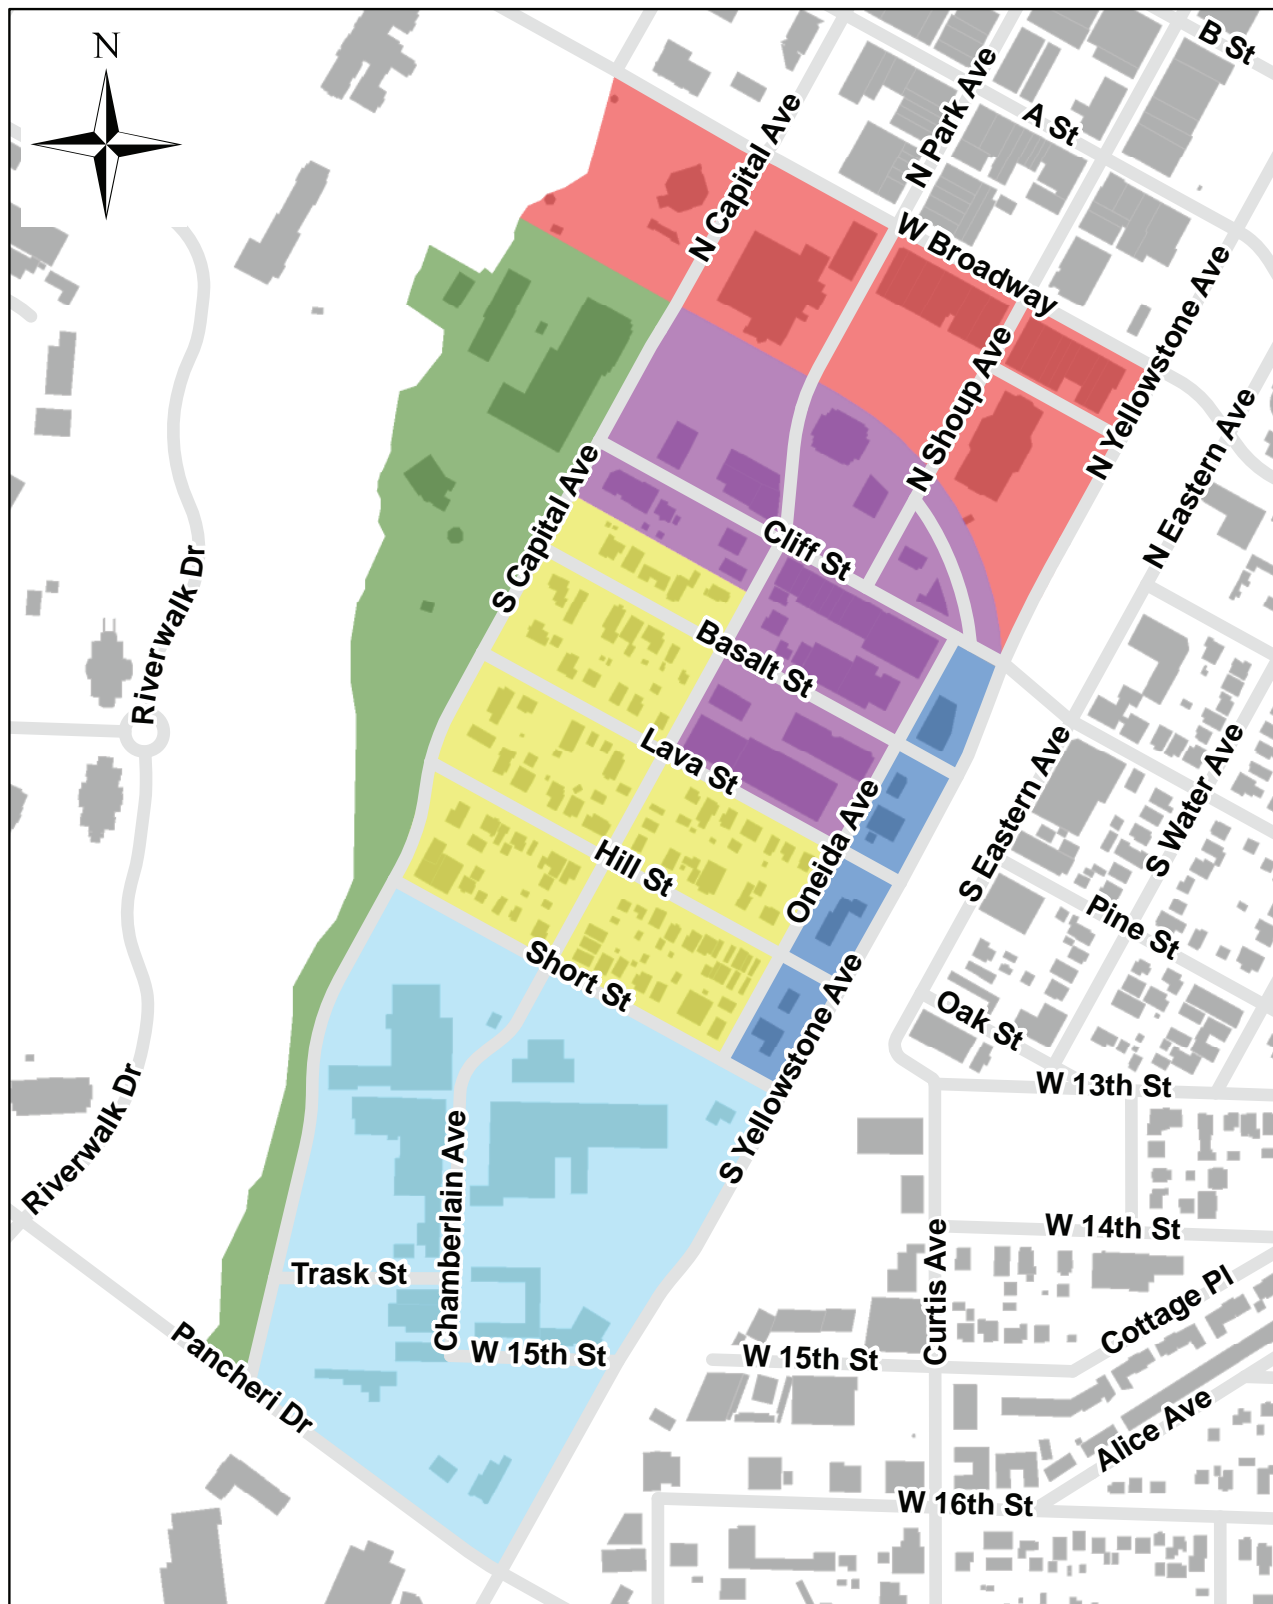 N
B St
A St
N Park Ave
N Capital Ave
W Broadway
N Yellowstone Ave
N Shoup Ave
N Eastern Ave
S Capital Ave
Cliff St
Riverwalk Dr
Basalt St
Lava St
S Eastern Ave
S Water Ave
Oneida Ave
Hill St
Pine St
Short St
S Yellowstone Ave
Oak St
W 13th St
Riverwalk Dr
Chamberlain Ave
W 14th St
Trask St
Curtis Ave
Cottage Pl
W 15th St
W 15th St
Pancheri Dr
Alice Ave
W 16th St